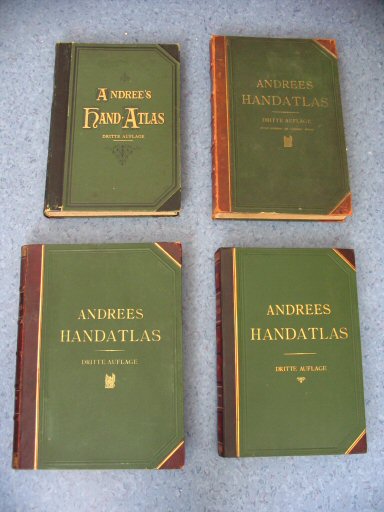 ANDREE'S
HAND-ATLAS
DRITTE AUFLAGE
ANDREES
HANDATLAS
DRITTE AUFLAGE
ANDREES
HANDATLAS
DRITTE AUFLAGE
ANDREES
HANDATLAS
DRITTE AUFLAGE